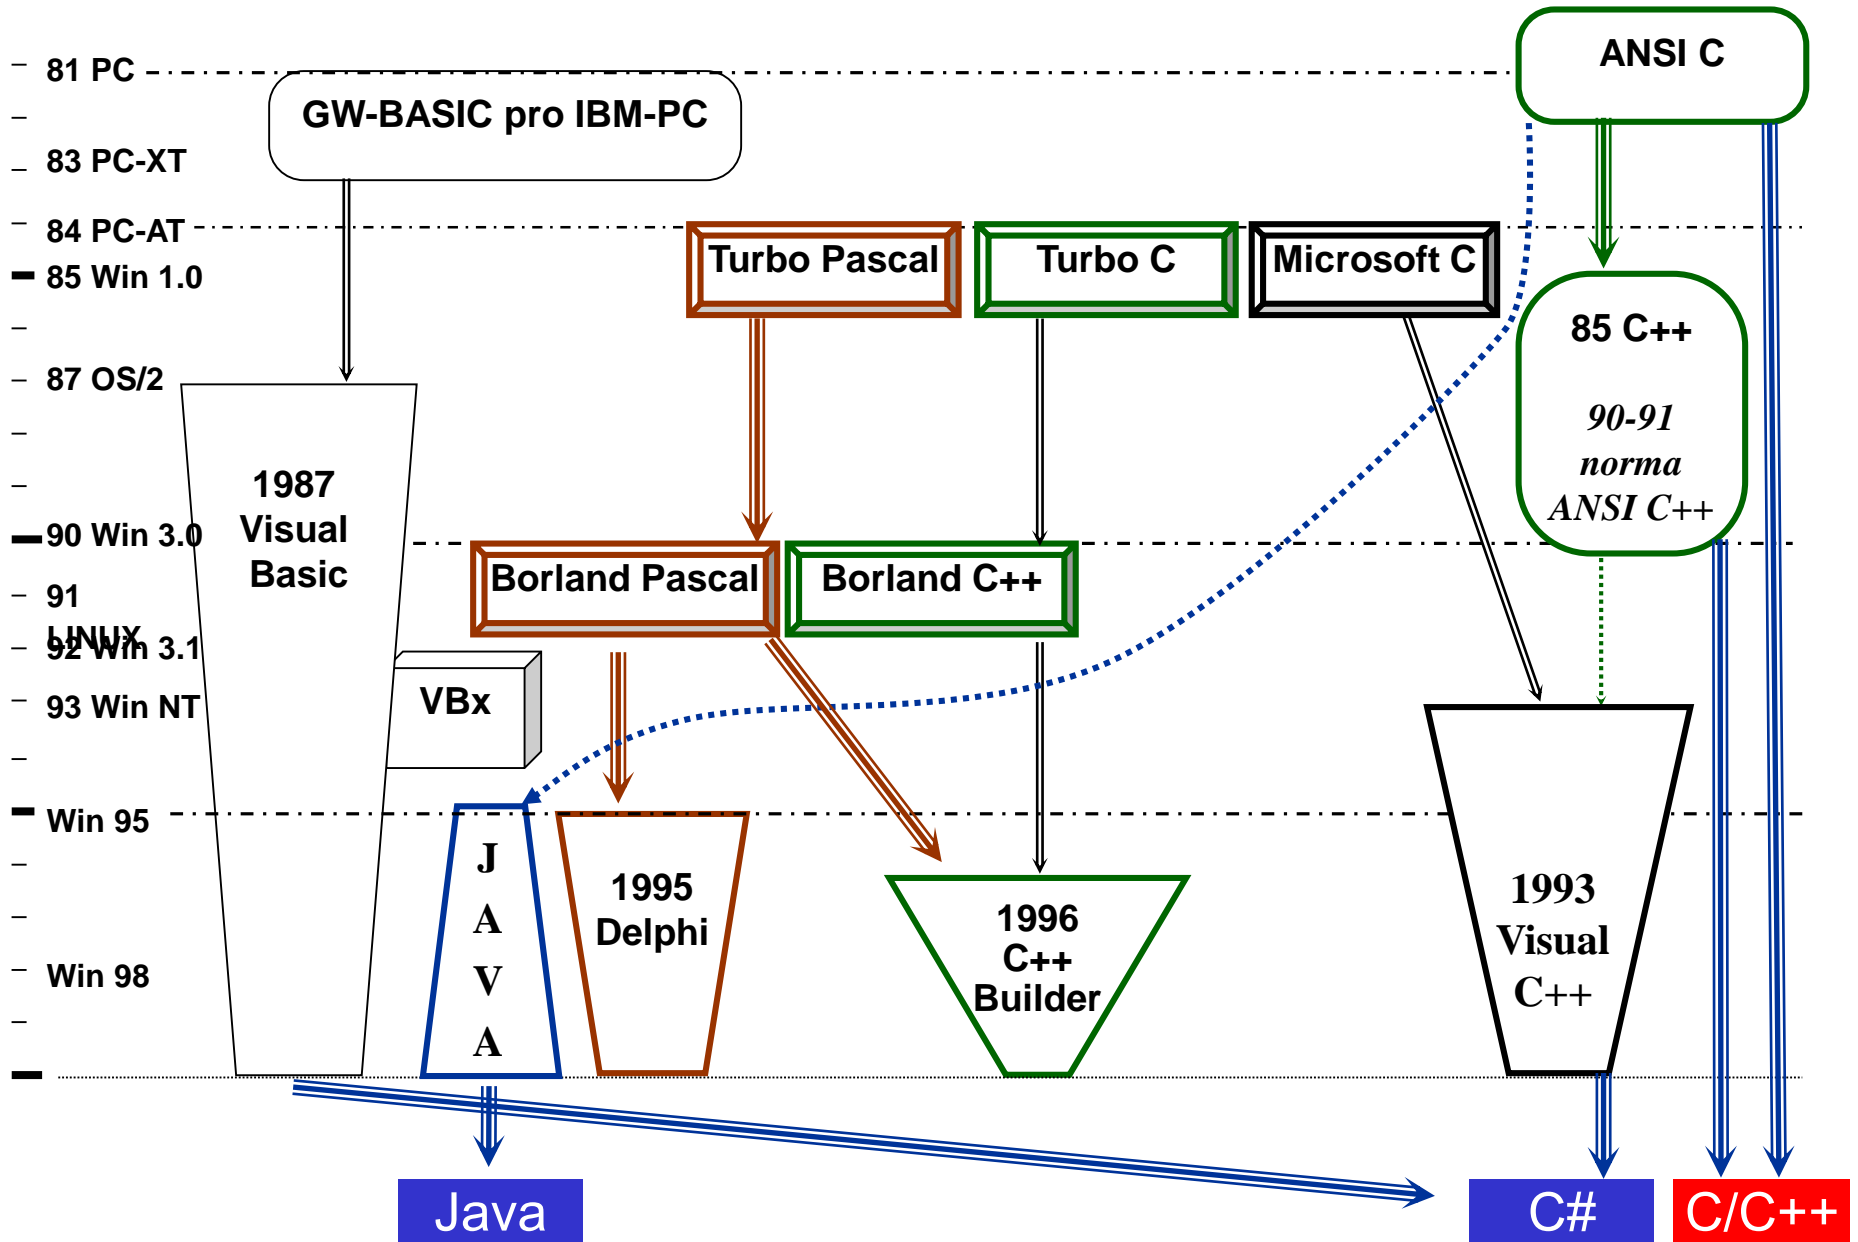 ANSI C
81 PC
GW-BASIC pro IBM-PC
83 PC-XT
84 PC-AT
Turbo Pascal
Turbo C
Microsoft C
85 Win 1.0
85 C++
90-91
norma
ANSI C++
87 OS/2
1987
Visual
Basic
90 Win 3.0
Borland Pascal
Borland C++
91
LINUX
92 Win 3.1
93 Win NT
VBx
Win 95
J
A
V
A
1995
Delphi
1996
C++
Builder
1993
Visual
C++
Win 98
Java
C#
C/C++